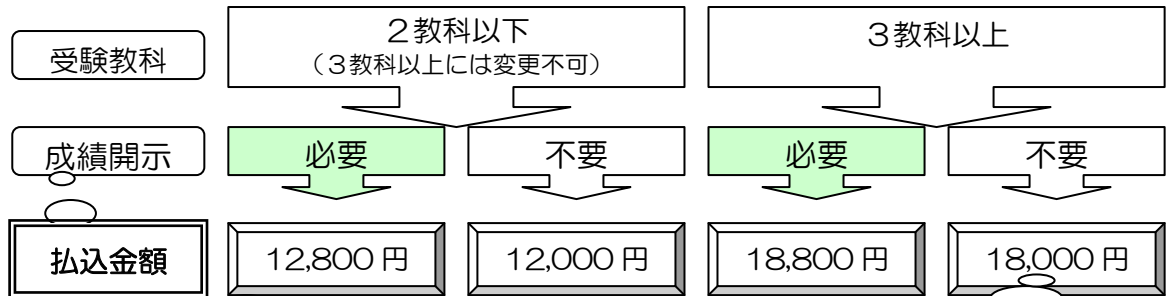 受験教科
２教科以下
（３教科以上には変更不可）
３教科以上
成績開示
必要
不要
必要
不要
払込金額
12,800 円
12,000 円
18,800 円
18,000 円